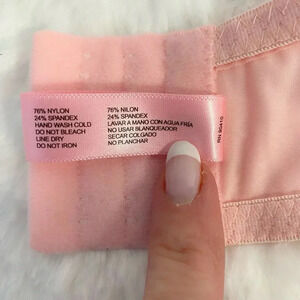 76% NYLON
24% SPANDEX
HAND WASH COLD
DO NOT BLEACH
LINE DRY
DO NOT IRON
76% NILON
24% SPANDEX
LAVAR A MANO CON AGUA FRÍA
NO USAR BLANQUEADOR
SECAR COLGADO
NO PLANCHAR